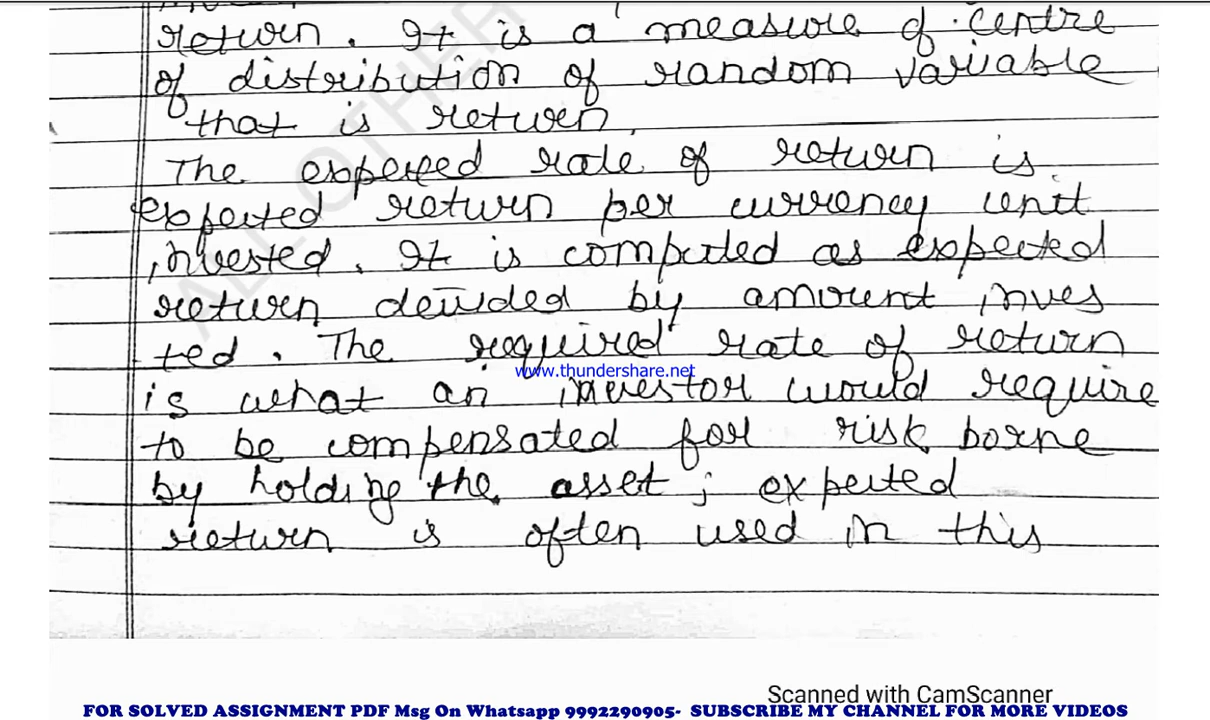 return. It is a measure of centre
of distribution of random variable
that is return.
The expected rate of return is
expected return per currency unit
invested. It is computed as expected
return devided by amount inves
ted. The required rate of return
www.thundershare.net
is what an investor would require
to be compensated for risk borne
by holding the asset; expected
return is often used in this
Scanned with CamScanner
FOR SOLVED ASSIGNMENT PDF Msg On Whatsapp 9992290905- SUBSCRIBE MY CHANNEL FOR MORE VIDEOS